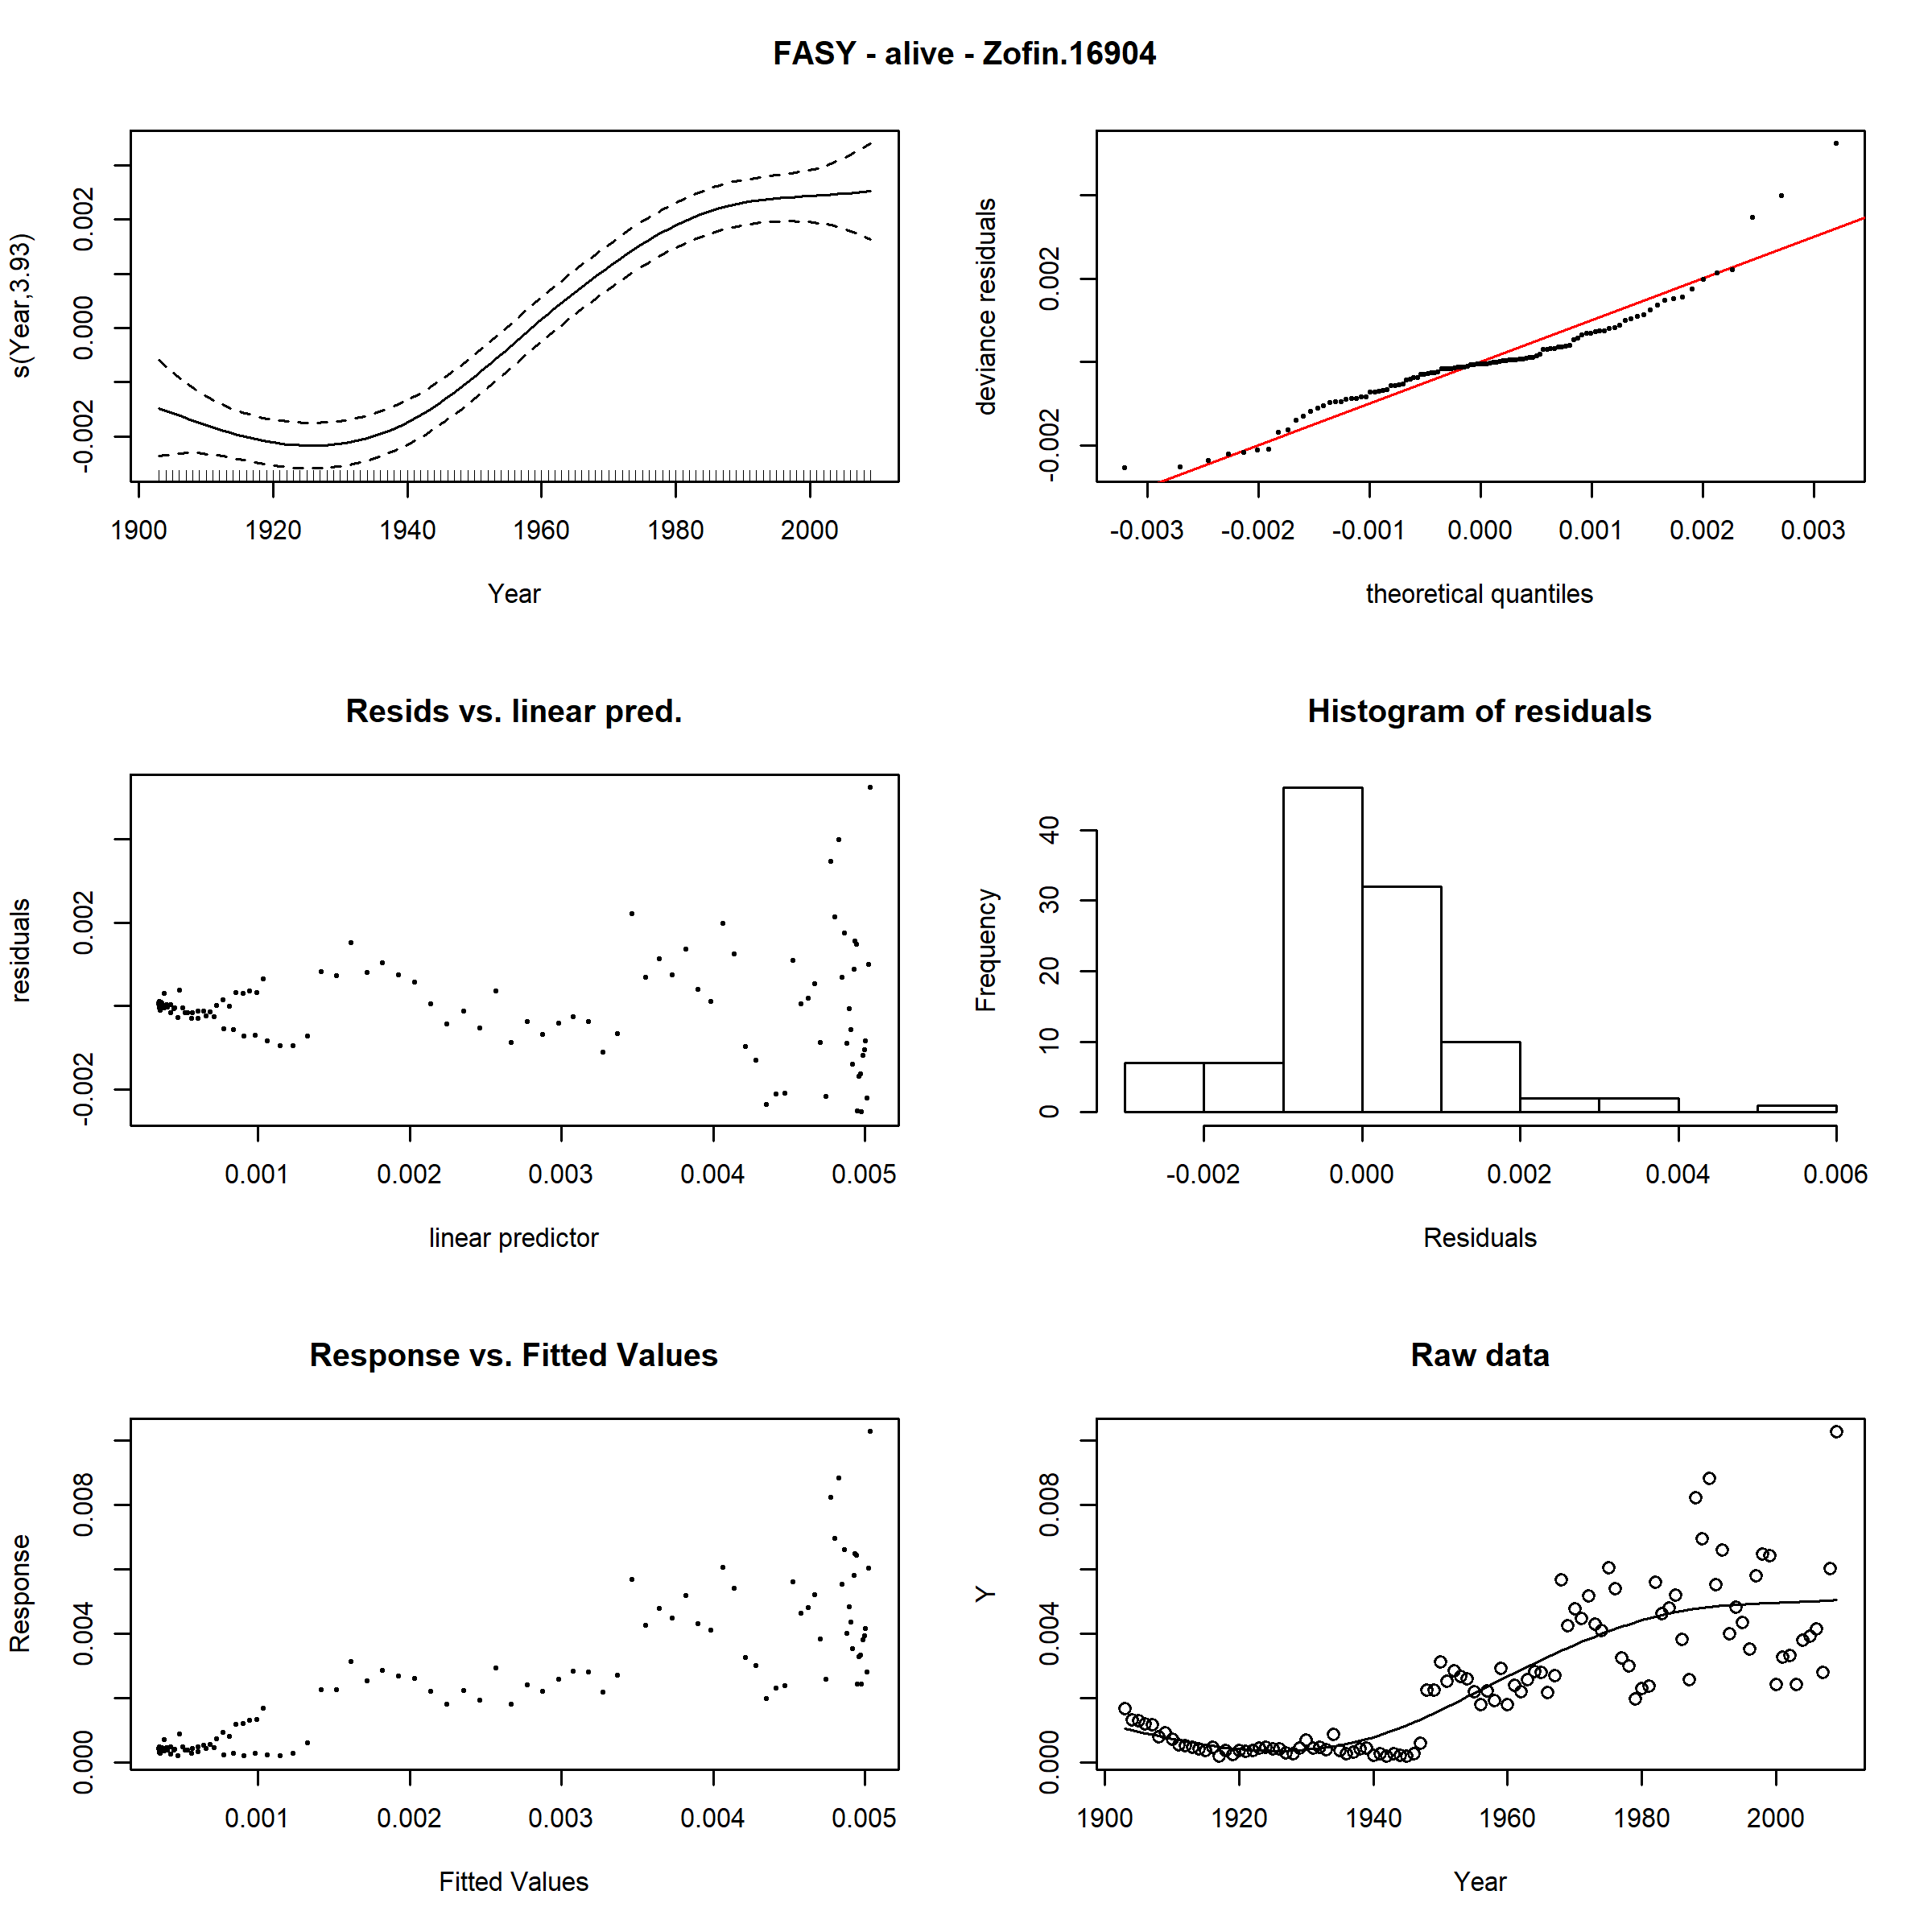 FASY - alive - Zofin.16904
s(Year,3.93)
-0.002 0.000 0.002
1900 1920 1940 1960 1980 2000
Year
deviance residuals
-0.002 0.002
-0.003 -0.002 -0.001 0.000 0.001 0.002 0.003
theoretical quantiles
Resids vs. linear pred.
residuals
-0.002 0.002
0.001 0.002 0.003 0.004 0.005
linear predictor
Histogram of residuals
Frequency
0 10 20 30 40
-0.002 0.000 0.002 0.004 0.006
Residuals
Response vs. Fitted Values
Response
0.000 0.004 0.008
0.001 0.002 0.003 0.004 0.005
Fitted Values
Raw data
Y
0.000 0.004 0.008
1900 1920 1940 1960 1980 2000
Year